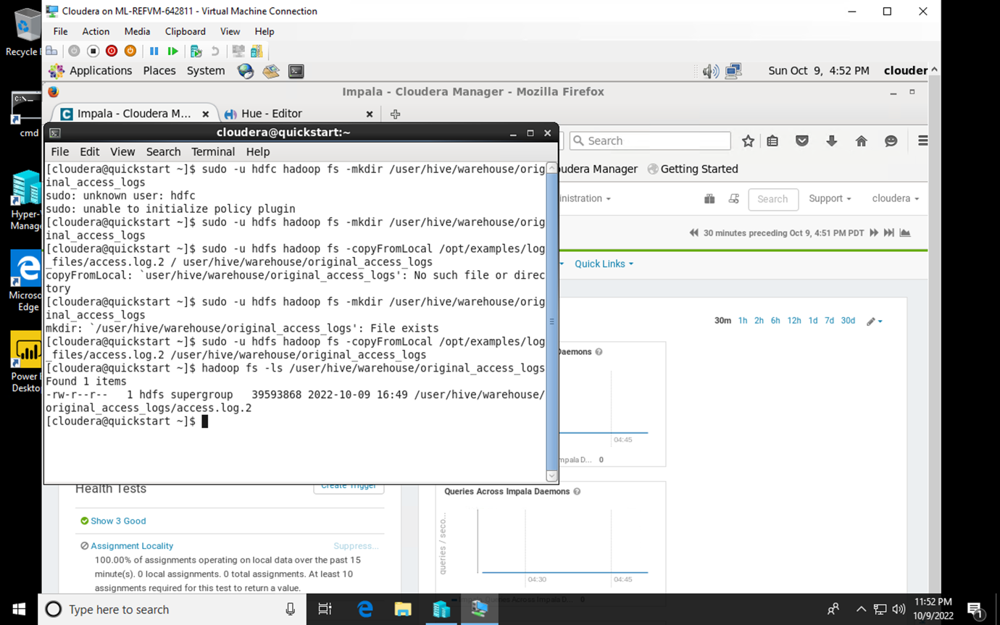 Recycle
cmd
Hyper-
Manage
Micros
Edge
Power
Deskto
Cloudera on ML-REFVM-642811 - Virtual Machine Connection
File Action Media Clipboard View Help
Applications Places System
Sun Oct 9, 4:52 PM clouder
Impala - Cloudera Manager - Mozilla Firefox
Impala - Cloudera M...
Hue - Editor
cloudera@quickstart:~
File Edit View Search Terminal Help
[cloudera@quickstart ~]$ sudo -u hdfc hadoop fs -mkdir /user/hive/warehouse/orig
inal_access_logs
sudo: unknown user: hdfc
sudo: unable to initialize policy plugin
[cloudera@quickstart ~]$ sudo -u hdfs hadoop fs -mkdir /user/hive/warehouse/orig
inal_access_logs
[cloudera@quickstart ~]$ sudo -u hdfs hadoop fs -copyFromLocal /opt/examples/log
_files/access.log.2 / user/hive/warehouse/original_access_logs
copyFromLocal: `user/hive/warehouse/original_access_logs': No such file or direc
tory
[cloudera@quickstart ~]$ sudo -u hdfs hadoop fs -mkdir /user/hive/warehouse/orig
inal_access_logs
mkdir: `/user/hive/warehouse/original_access_logs': File exists
[cloudera@quickstart ~]$ sudo -u hdfs hadoop fs -copyFromLocal /opt/examples/log
_files/access.log.2 /user/hive/warehouse/original_access_logs
[cloudera@quickstart ~]$ hadoop fs -ls /user/hive/warehouse/original_access_logs
Found 1 items
-rw-r--r--   1 hdfs supergroup   39593868 2022-10-09 16:49 /user/hive/warehouse/
original_access_logs/access.log.2
[cloudera@quickstart ~]$
Search
oudera Manager Getting Started
inistration
Search
Support
cloudera
30 minutes preceding Oct 9, 4:51 PM PDT
Quick Links
30m 1h 2h 6h 12h 1d 7d 30d
Daemons
04:45
mpala D... 0
Health Tests
Create Trigger
Show 3 Good
Assignment Locality
Suppress...
100.00% of assignments operating on local data over the past 15
minute(s). 0 local assignments. 0 total assignments. At least 10
assignments required for this test to return a value.
Queries Across Impala Daemons
queries / seco...
04:30
04:45
Impala, Queries Across Impala D... 0
Type here to search
11:52 PM
10/9/2022
1